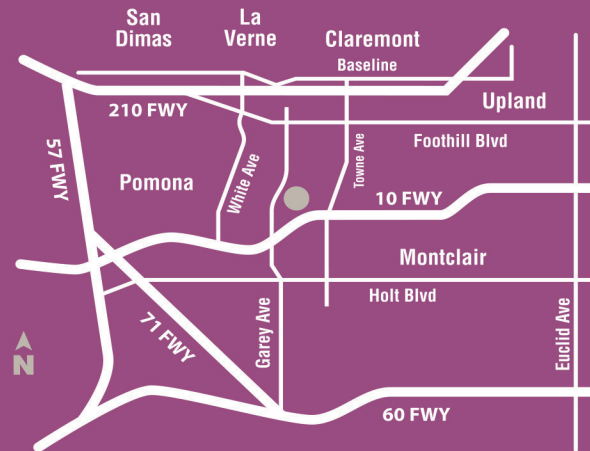 San
Dimas
La
Verne
Claremont
Baseline
Upland
210 FWY
Foothill Blvd
57 FWY
Pomona
White Ave
Towne Ave
10 FWY
Montclair
Holt Blvd
71 FWY
Garey Ave
Euclid Ave
N
60 FWY